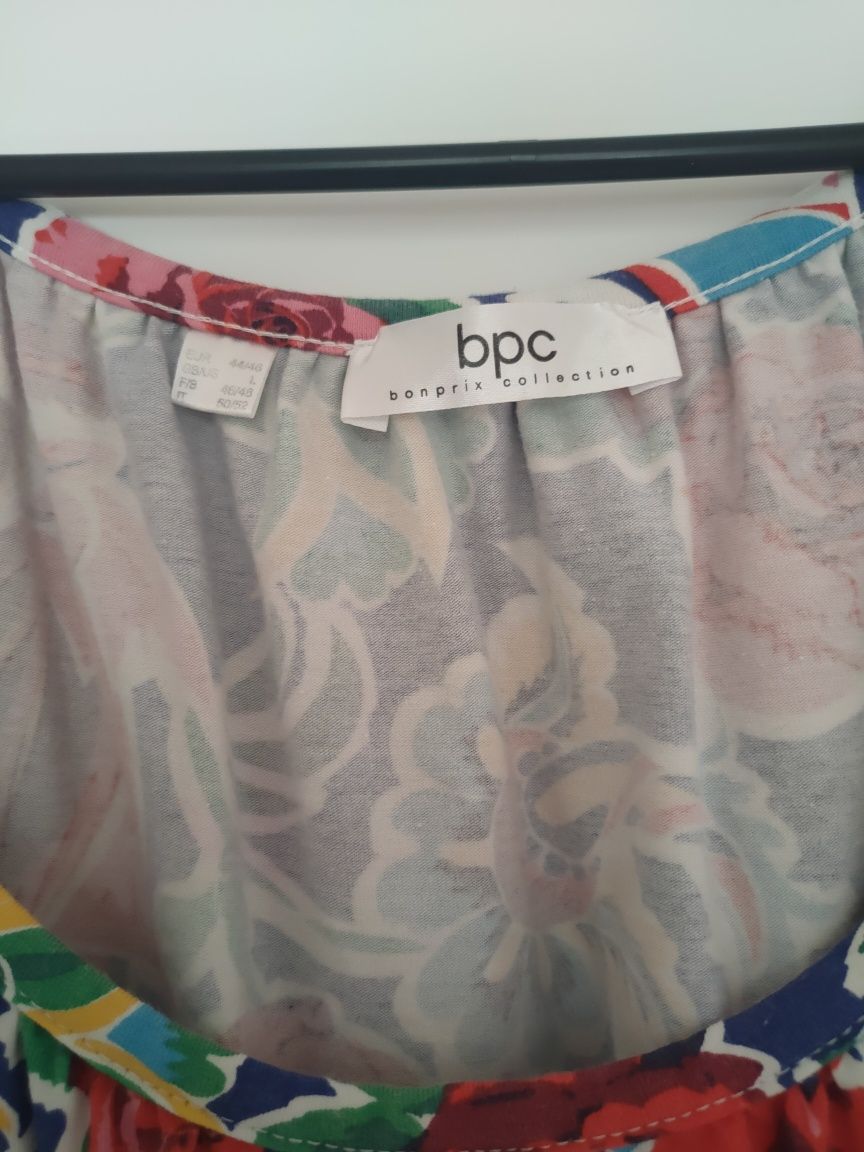 bpc
bonprix collection
EUR 44/46
GB/US L
F/B 46/48
IT 50/52